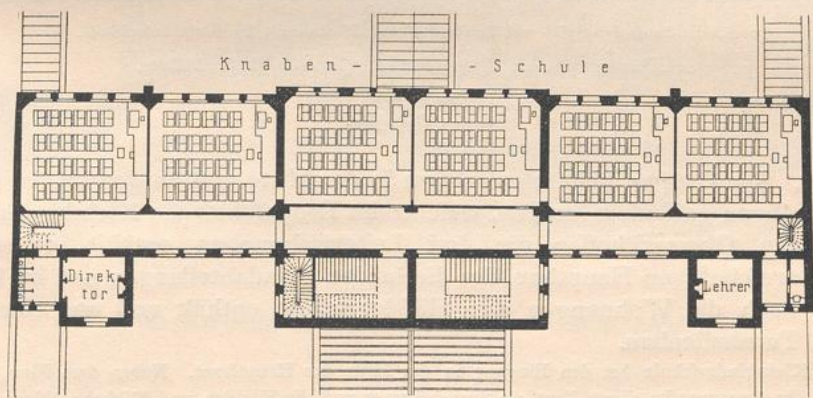 Knaben-
-Schule
Direk
tor
Lehrer